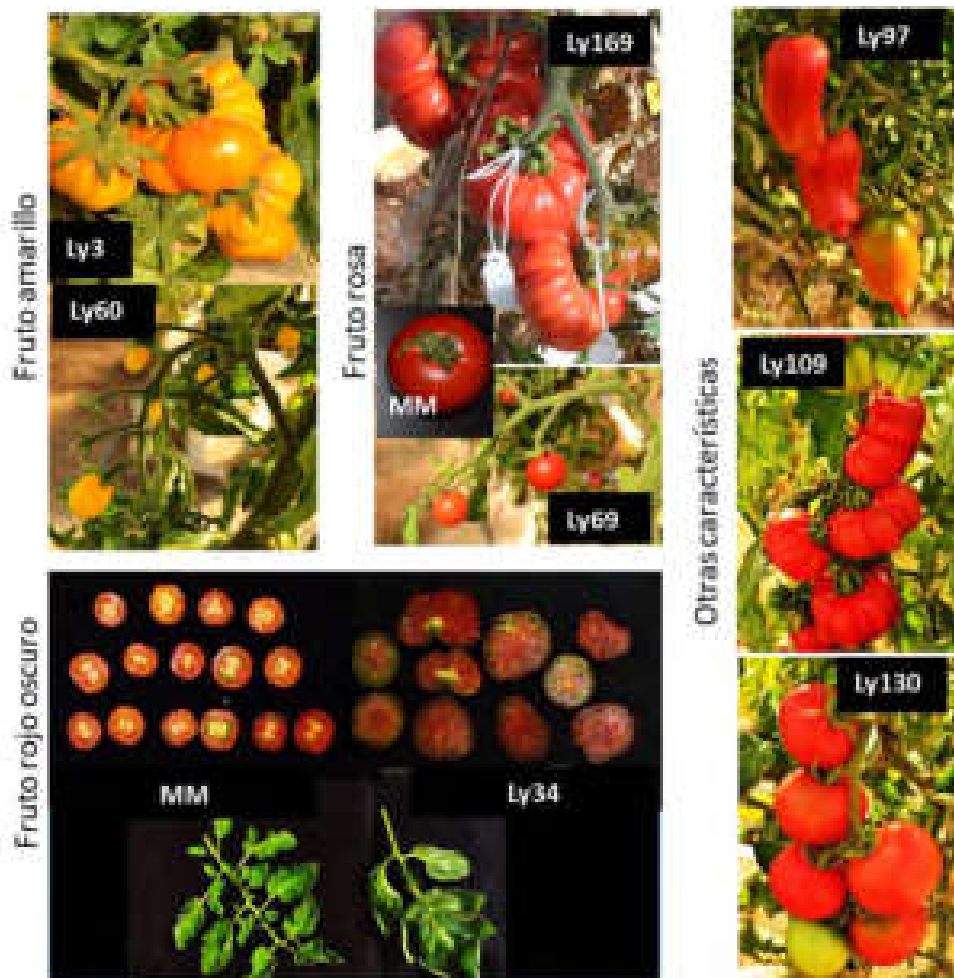 Fruto amarillo
Ly3
Ly60
Fruto rosa
Ly169
MM
Ly69
Otras características
Ly97
Ly109
Ly130
Fruto rojo oscuro
MM
Ly34